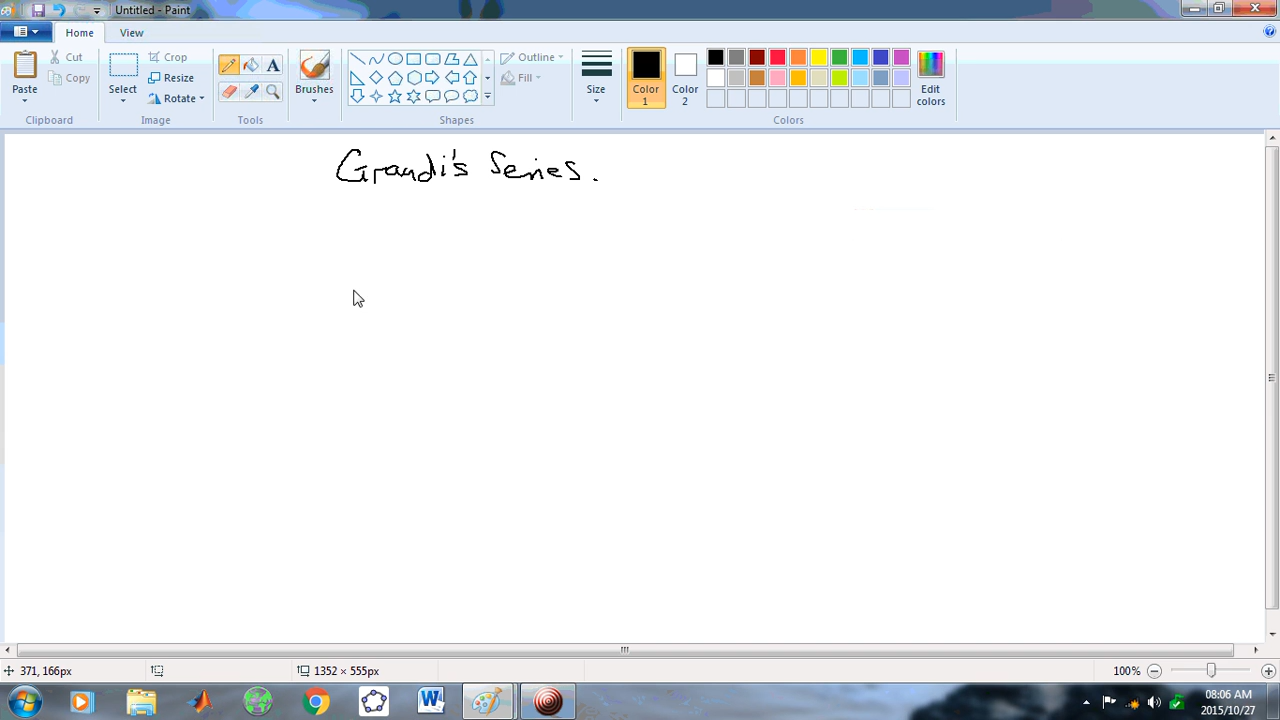 Untitled - Paint
Home View
Paste Cut Copy Select Crop Resize Rotate A Brushes Outline Fill Size Color 1 Color 2 Edit colors
Clipboard Image Tools Shapes Colors
Grandi's Series.
371, 166px 1352 × 555px 100%
W 08:06 AM
2015/10/27